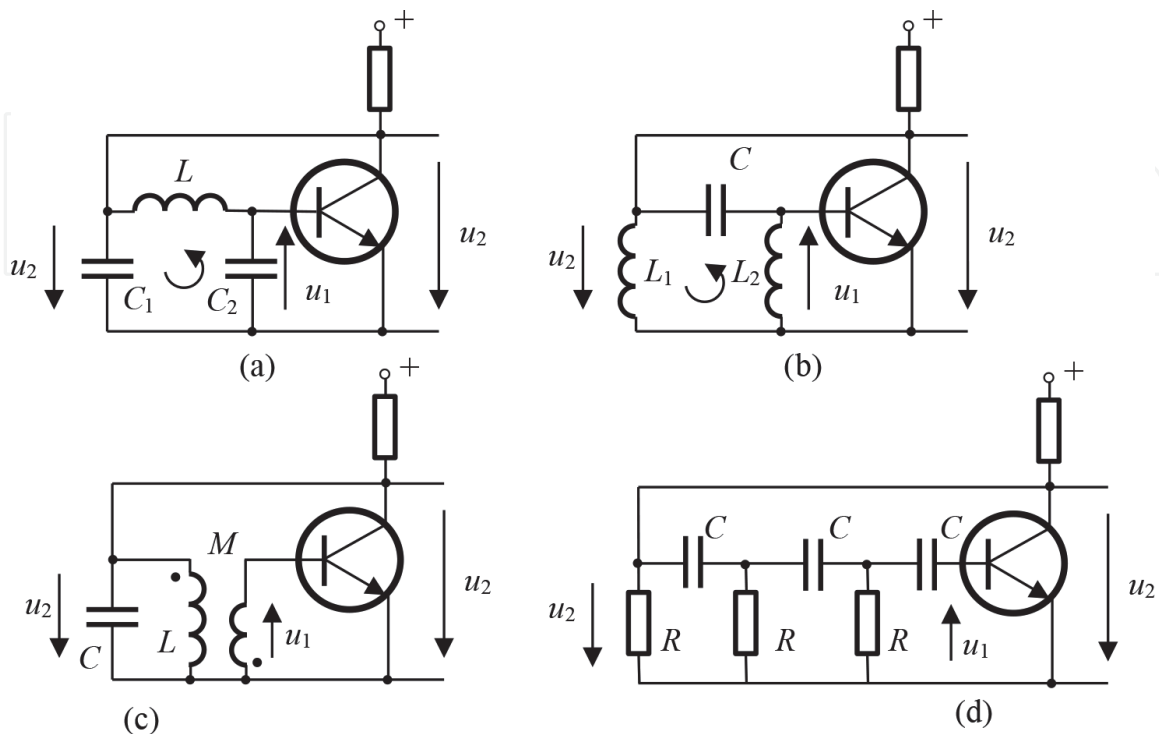 +
L
u₂
C₁
C₂
u₁
u₂
(a)
+
C
u₂
L₁
L₂
u₁
u₂
(b)
+
M
u₂
C
L
u₁
u₂
(c)
+
C
C
C
u₂
R
R
R
u₁
u₂
(d)